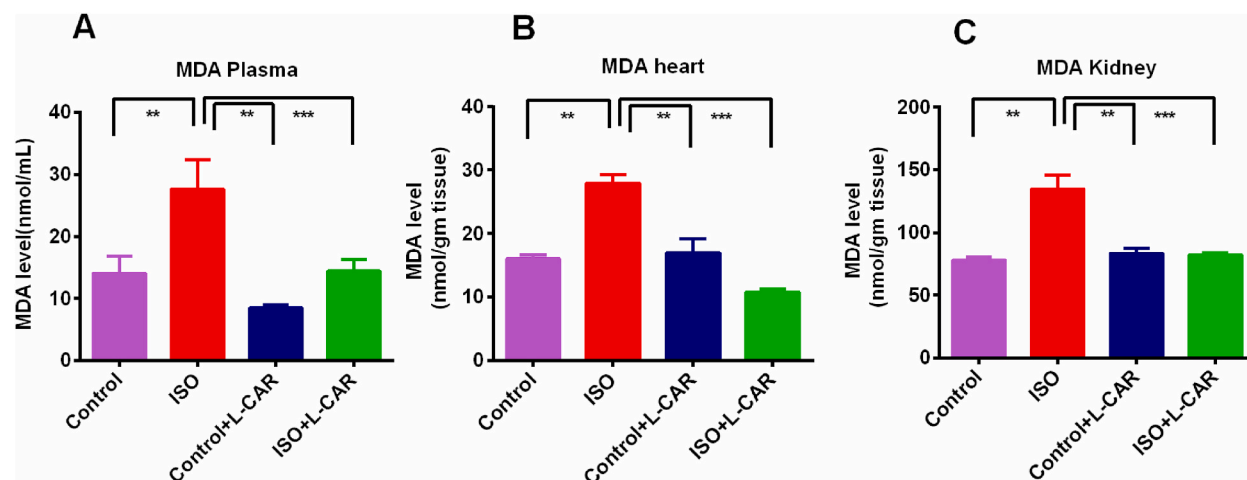 A
MDA Plasma
** ** ***
MDA level(nmol/mL)
40
30
20
10
0
Control
ISO
Control+L-CAR
ISO+L-CAR
B
MDA heart
** ** ***
MDA level
(nmol/gm tissue)
40
30
20
10
0
Control
ISO
Control+L-CAR
ISO+L-CAR
C
MDA Kidney
** ** ***
MDA level
(nmol/gm tissue)
200
150
100
50
0
Control
ISO
Control+L-CAR
ISO+L-CAR